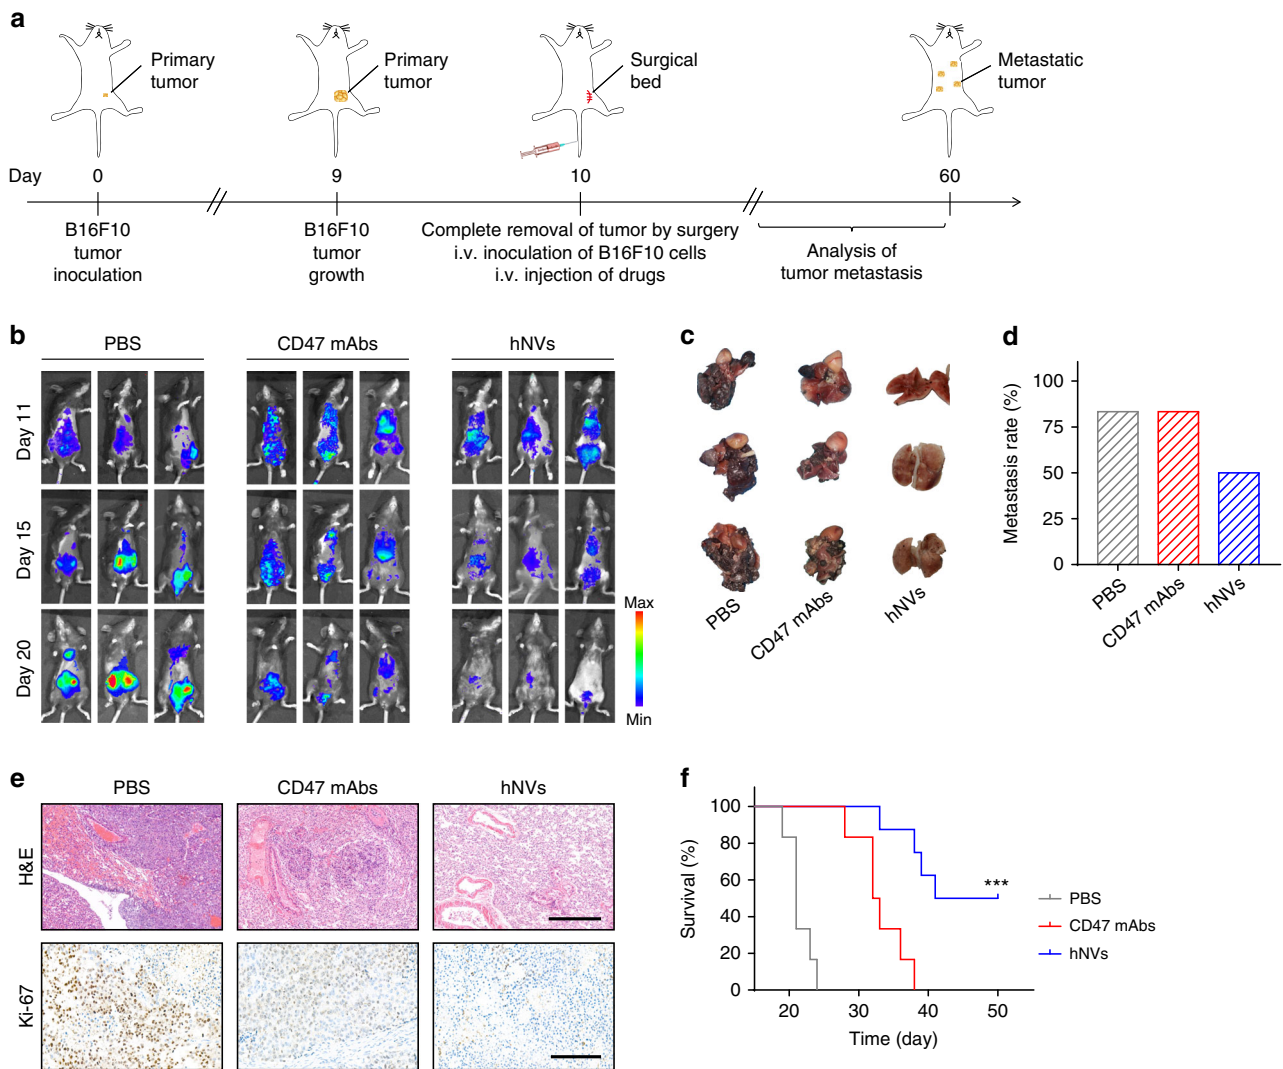 a
Primary
tumor
Primary
tumor
Surgical
bed
Metastatic
tumor
Day
0
9
10
60
B16F10
tumor
inoculation
B16F10
tumor
growth
Complete removal of tumor by surgery
i.v. inoculation of B16F10 cells
i.v. injection of drugs
Analysis of
tumor metastasis
b
PBS
CD47 mAbs
hNVs
Day 11
Day 15
Day 20
Max
Min
c
PBS
CD47 mAbs
hNVs
d
Metastasis rate (%)
100
75
50
25
0
PBS
CD47 mAbs
hNVs
e
PBS
CD47 mAbs
hNVs
H&E
Ki-67
f
Survival (%)
100
80
60
40
20
0
20
30
40
50
Time (day)
***
PBS
CD47 mAbs
hNVs